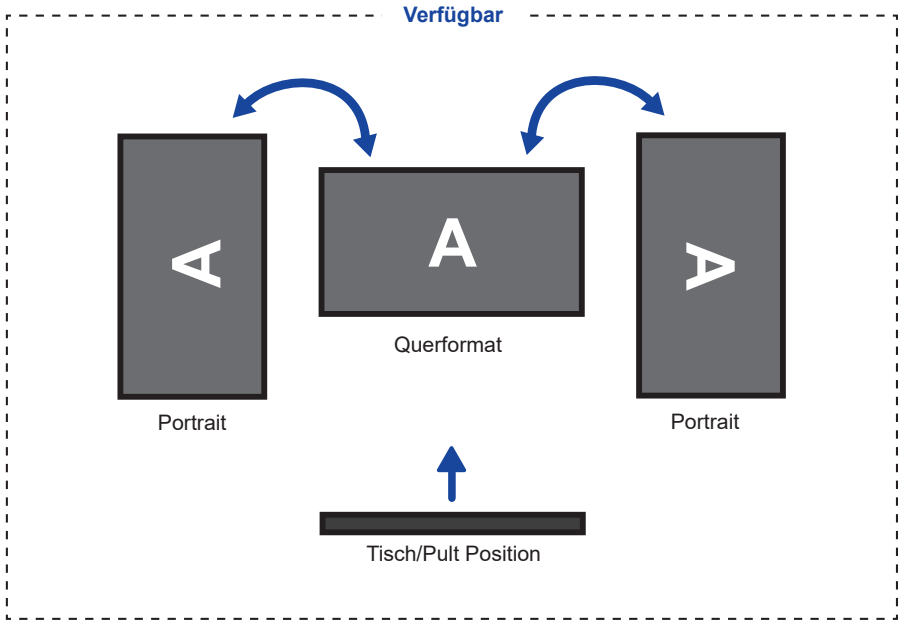 Verfügbar
A
A
A
Querformat
Portrait
Portrait
Tisch/Pult Position